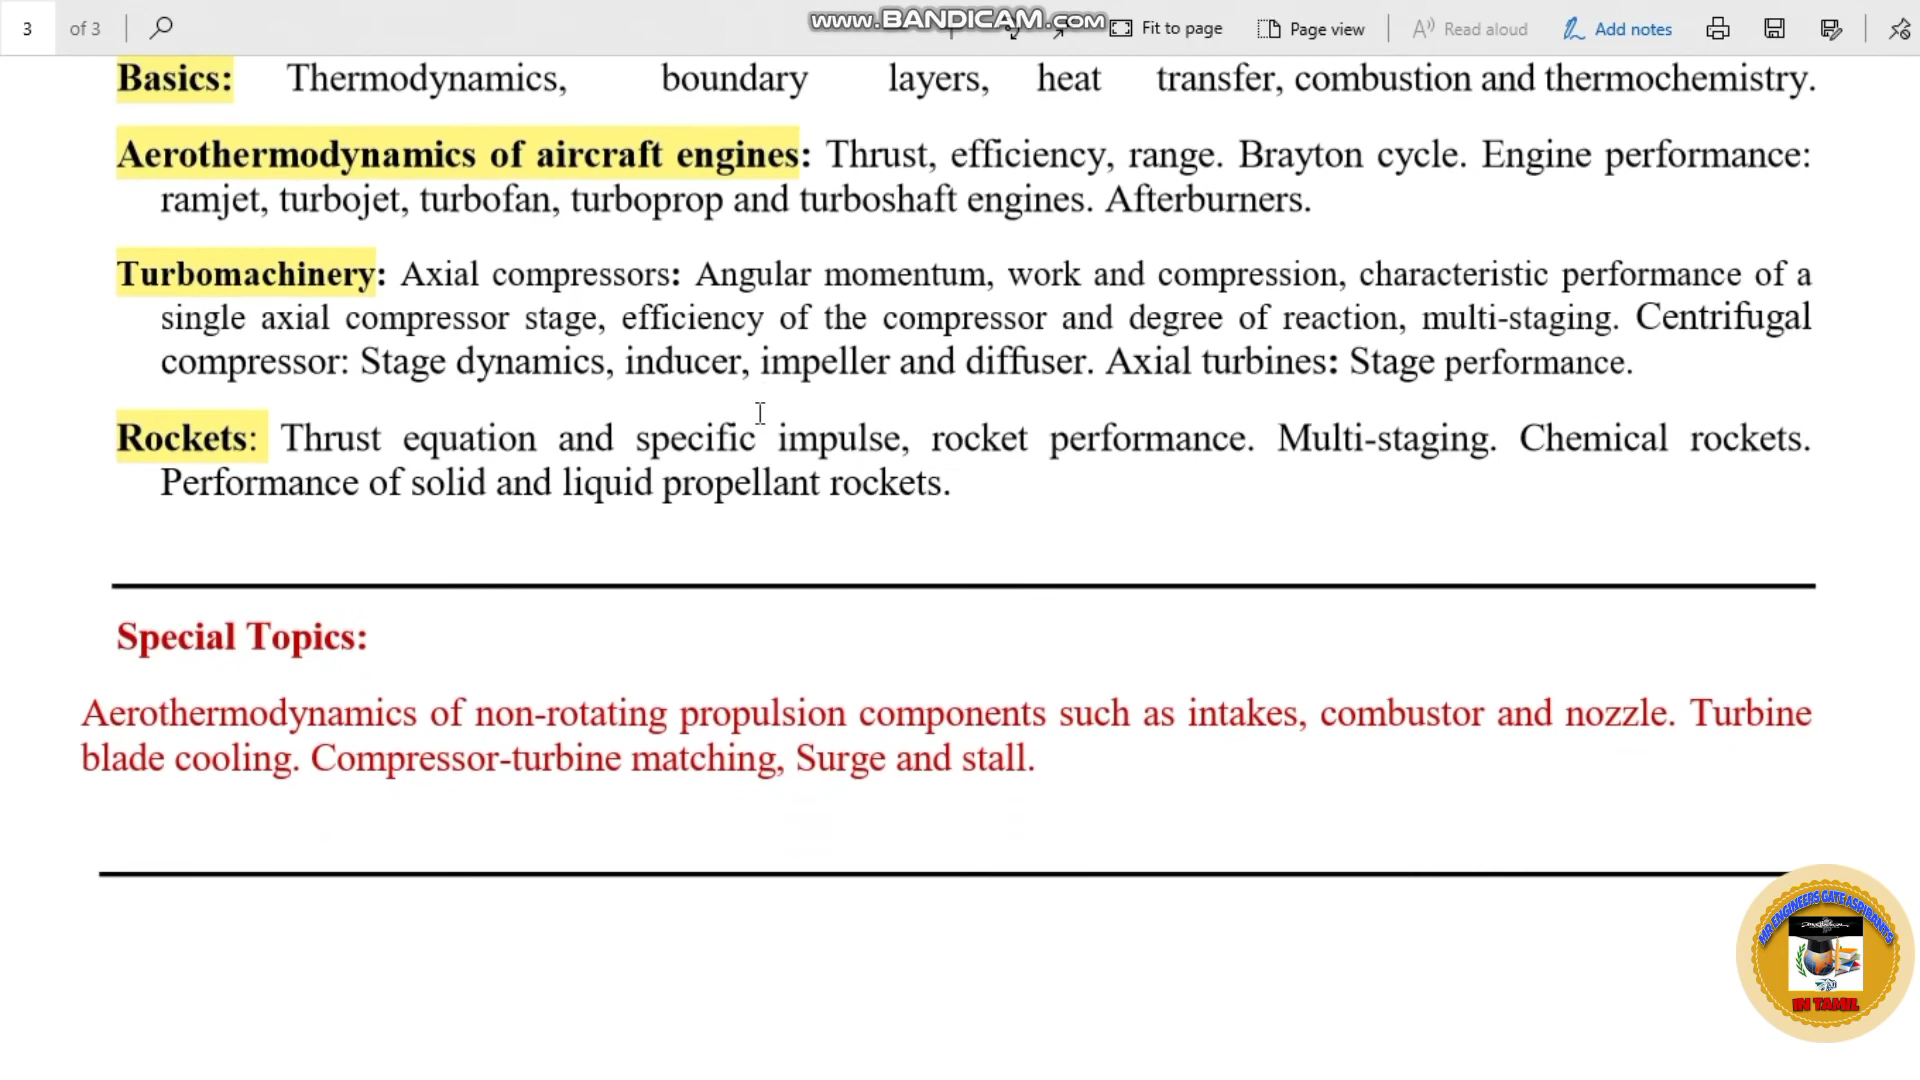 www.BANDICAM.com
3 of 3 Fit to page Page view Read aloud Add notes
Basics: Thermodynamics, boundary layers, heat transfer, combustion and thermochemistry.
Aerothermodynamics of aircraft engines: Thrust, efficiency, range. Brayton cycle. Engine performance:
ramjet, turbojet, turbofan, turboprop and turboshaft engines. Afterburners.
Turbomachinery: Axial compressors: Angular momentum, work and compression, characteristic performance of a
single axial compressor stage, efficiency of the compressor and degree of reaction, multi-staging. Centrifugal
compressor: Stage dynamics, inducer, impeller and diffuser. Axial turbines: Stage performance.
Rockets: Thrust equation and specific impulse, rocket performance. Multi-staging. Chemical rockets.
Performance of solid and liquid propellant rockets.
Special Topics:
Aerothermodynamics of non-rotating propulsion components such as intakes, combustor and nozzle. Turbine
blade cooling. Compressor-turbine matching, Surge and stall.
MR ENGINEERS GATE ASPIRANTS
IN TAMIL